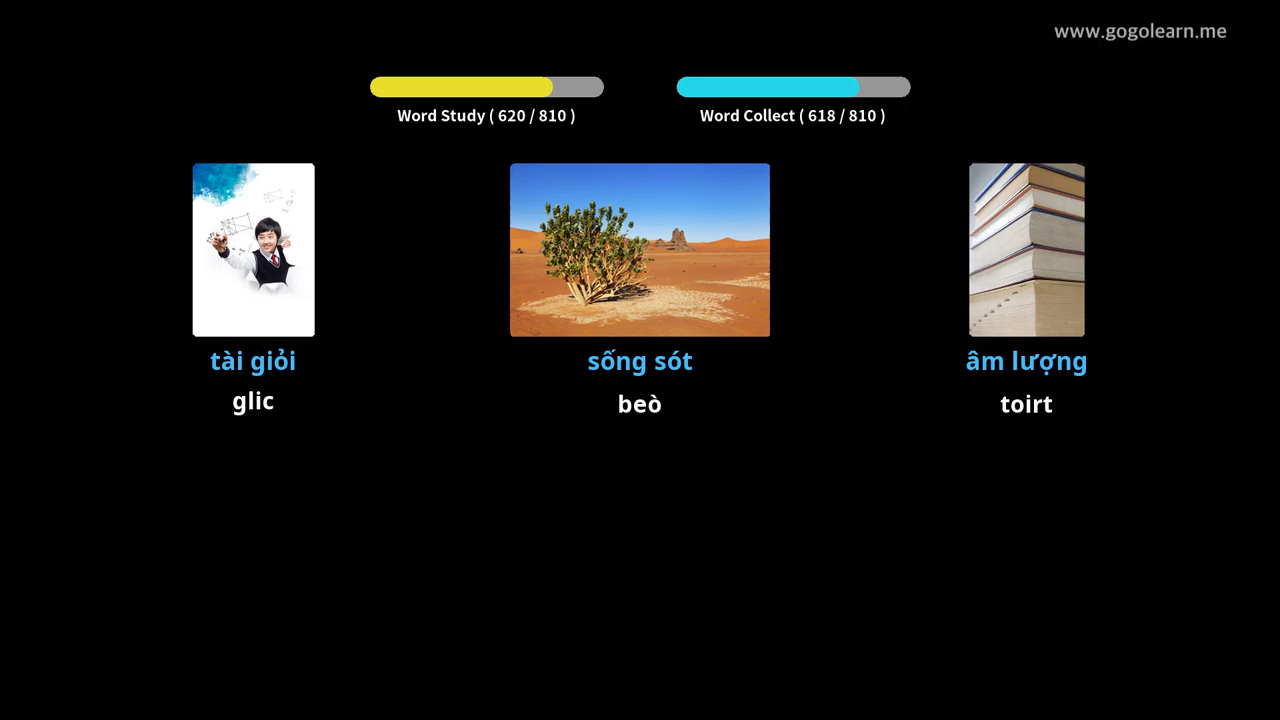 www.gogolearn.me
Word Study ( 620 / 810 )
Word Collect ( 618 / 810 )
tài giỏi
sống sót
âm lượng
glic
beò
toirt